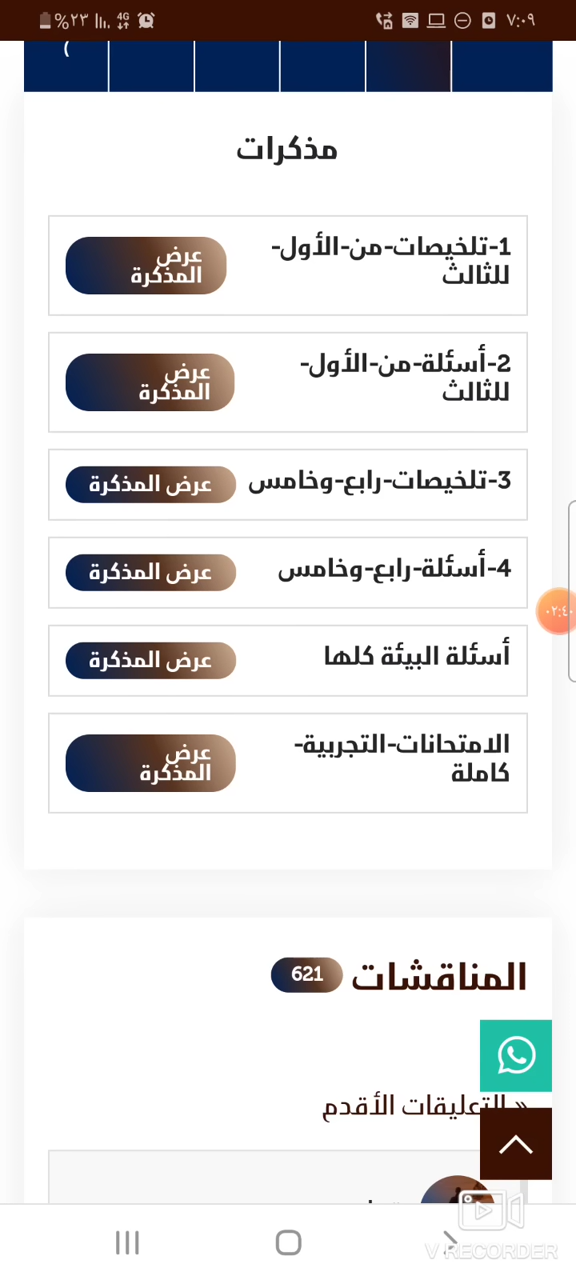 ٧:٠٩
4G
%٢٣
مذكرات
1-تلخيصات-من-الأول-
للثالث
عرض
المذكرة
2-أسئلة-من-الأول-
للثالث
عرض
المذكرة
3-تلخيصات-رابع-وخامس
عرض المذكرة
4-أسئلة-رابع-وخامس
عرض المذكرة
أسئلة البيئة كلها
عرض المذكرة
الامتحانات-التجربية-
كاملة
عرض
المذكرة
٠٢:٤٠
المناقشات 621
« التعليقات الأقدم
V RECORDER